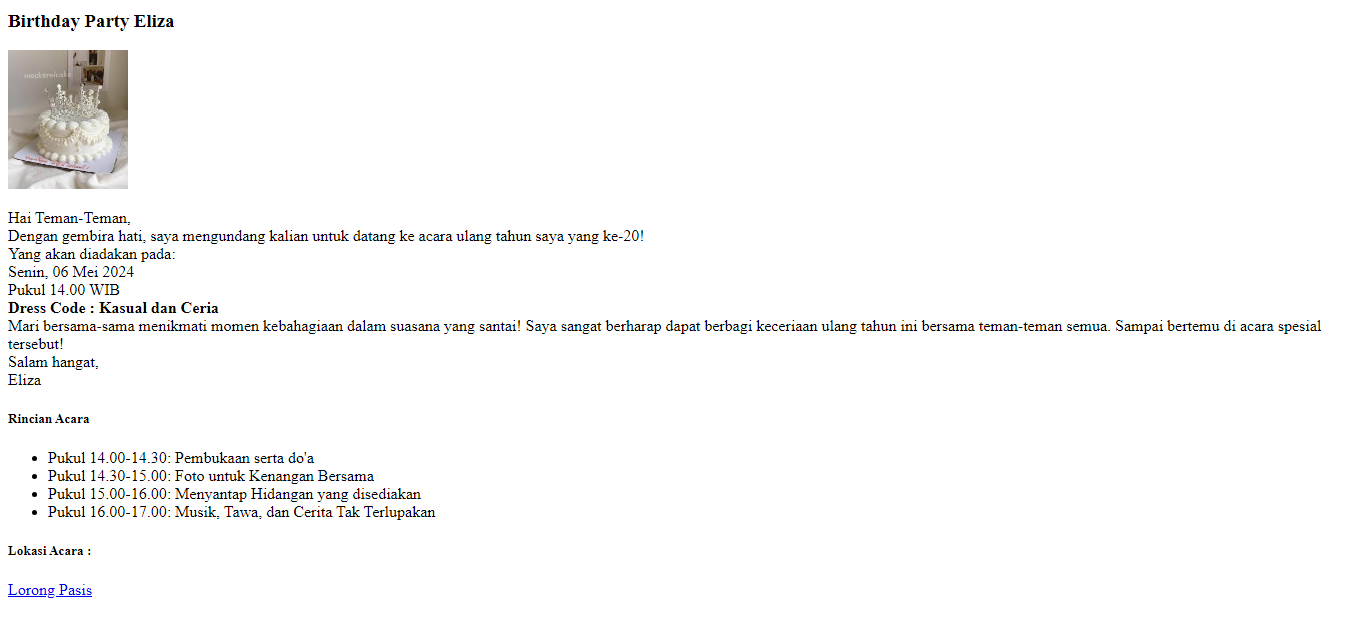 Birthday Party Eliza
Hai Teman-Teman,
Dengan gembira hati, saya mengundang kalian untuk datang ke acara ulang tahun saya yang ke-20!
Yang akan diadakan pada:
Senin, 06 Mei 2024
Pukul 14.00 WIB
Dress Code : Kasual dan Ceria
Mari bersama-sama menikmati momen kebahagiaan dalam suasana yang santai! Saya sangat berharap dapat berbagi keceriaan ulang tahun ini bersama teman-teman semua. Sampai bertemu di acara spesial
tersebut!
Salam hangat,
Eliza
Rincian Acara
Pukul 14.00-14.30: Pembukaan serta do'a
Pukul 14.30-15.00: Foto untuk Kenangan Bersama
Pukul 15.00-16.00: Menyantap Hidangan yang disediakan
Pukul 16.00-17.00: Musik, Tawa, dan Cerita Tak Terlupakan
Lokasi Acara :
Lorong Pasis